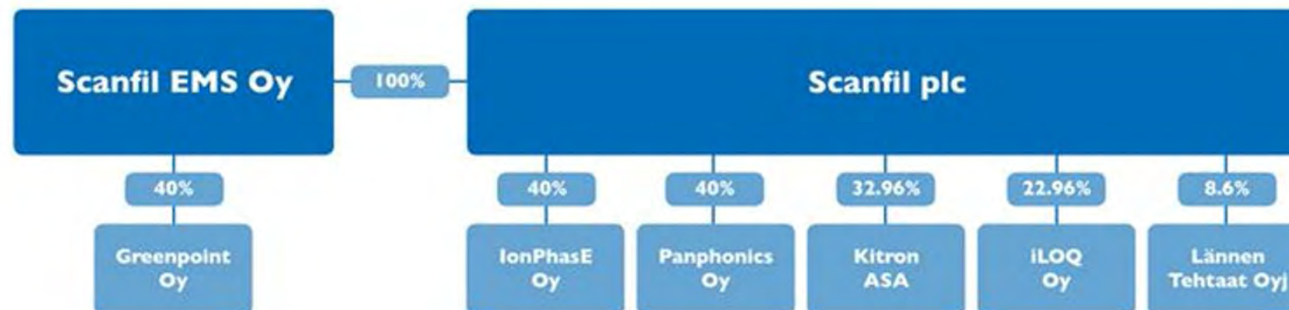 Scanfil EMS Oy
100%
Scanfil plc
40%
40%
40%
32.96%
22.96%
8.6%
Greenpoint
Oy
IonPhasE
Oy
Panphonics
Oy
Kitron
ASA
iLOQ
Oy
Lännen
Tehtaat Oyj